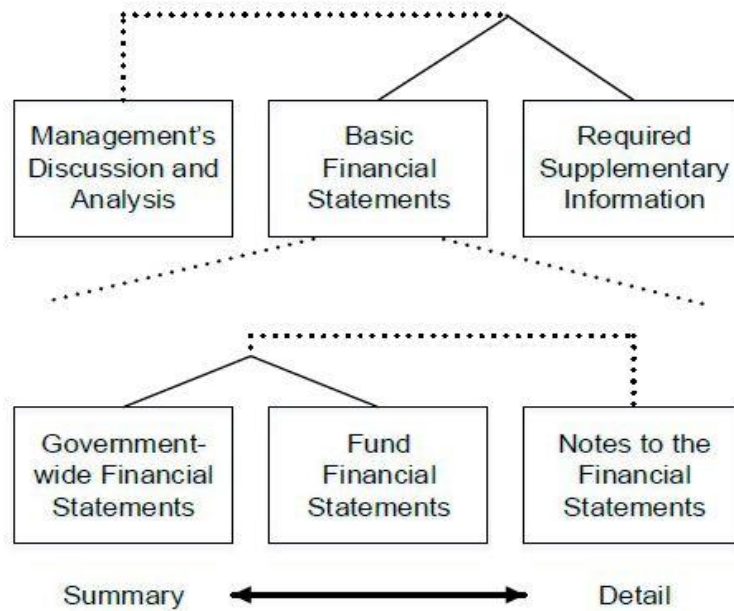 Management's
Discussion and
Analysis
Basic
Financial
Statements
Required
Supplementary
Information
Government-
wide Financial
Statements
Fund
Financial
Statements
Notes to the
Financial
Statements
Summary
Detail